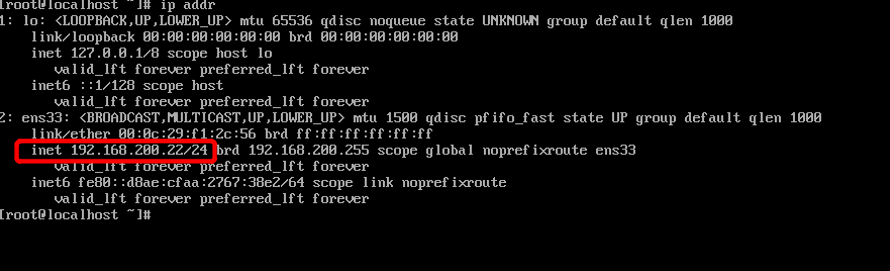 [root@localhost ~]# ip addr
1: lo: <LOOPBACK,UP,LOWER_UP> mtu 65536 qdisc noqueue state UNKNOWN group default qlen 1000
link/loopback 00:00:00:00:00:00 brd 00:00:00:00:00:00
inet 127.0.0.1/8 scope host lo
valid_lft forever preferred_lft forever
inet6 ::1/128 scope host
valid_lft forever preferred_lft forever
2: ens33: <BROADCAST,MULTICAST,UP,LOWER_UP> mtu 1500 qdisc pfifo_fast state UP group default qlen 1000
link/ether 00:0c:29:f1:2c:56 brd ff:ff:ff:ff:ff:ff
inet 192.168.200.22/24 brd 192.168.200.255 scope global noprefixroute ens33
valid_lft forever preferred_lft forever
inet6 fe80::d8ae:cfaa:2767:38e2/64 scope link noprefixroute
valid_lft forever preferred_lft forever
[root@localhost ~]#